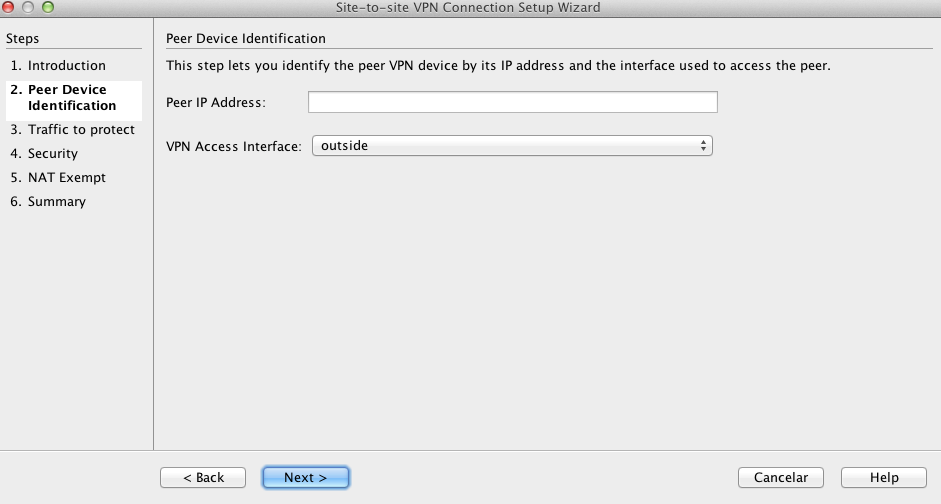 Site-to-site VPN Connection Setup Wizard
Steps
1. Introduction
2. Peer Device
Identification
3. Traffic to protect
4. Security
5. NAT Exempt
6. Summary
Peer Device Identification
This step lets you identify the peer VPN device by its IP address and the interface used to access the peer.
Peer IP Address:
VPN Access Interface: outside
< Back Next > Cancelar Help